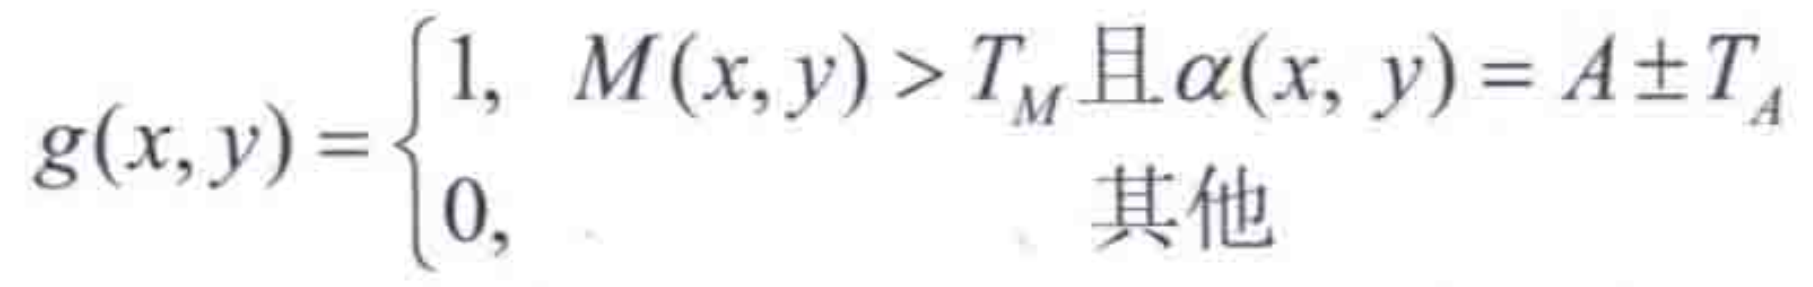 g(x, y) = { 1, M(x, y) > T_M 且 α(x, y) = A ± T_A
0, 其他